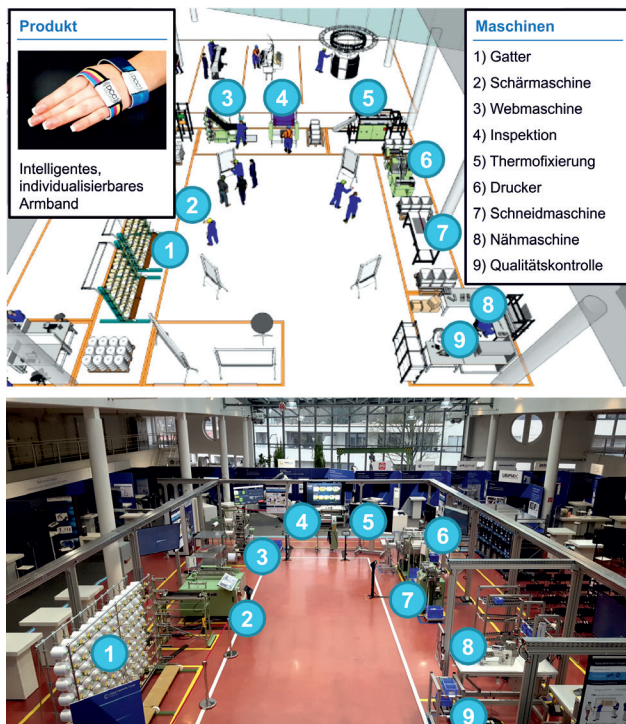 Produkt
Intelligentes,
individualisierbares
Armband
Maschinen
1) Gatter
2) Schärmaschine
3) Webmaschine
4) Inspektion
5) Thermofixierung
6) Drucker
7) Schneidmaschine
8) Nähmaschine
9) Qualitätskontrolle
3
4
5
6
2
7
1
8
9
4
5
6
3
7
2
1
8
9